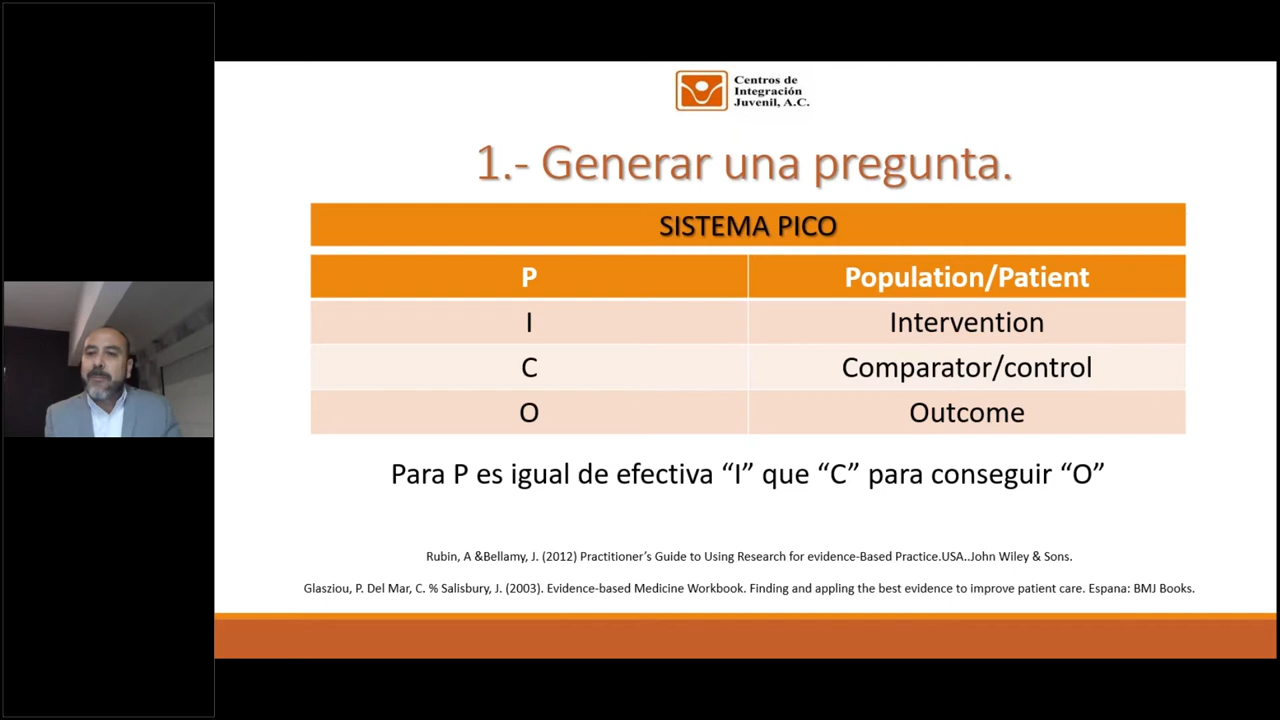 Centros de
Integración
Juvenil, A.C.
1.- Generar una pregunta.
SISTEMA PICO
P Population/Patient
I Intervention
C Comparator/control
O Outcome
Para P es igual de efectiva “I” que “C” para conseguir “O”
Rubin, A &Bellamy, J. (2012) Practitioner’s Guide to Using Research for evidence-Based Practice.USA..John Wiley & Sons.
Glasziou, P. Del Mar, C. % Salisbury, J. (2003). Evidence-based Medicine Workbook. Finding and appling the best evidence to improve patient care. Espana: BMJ Books.